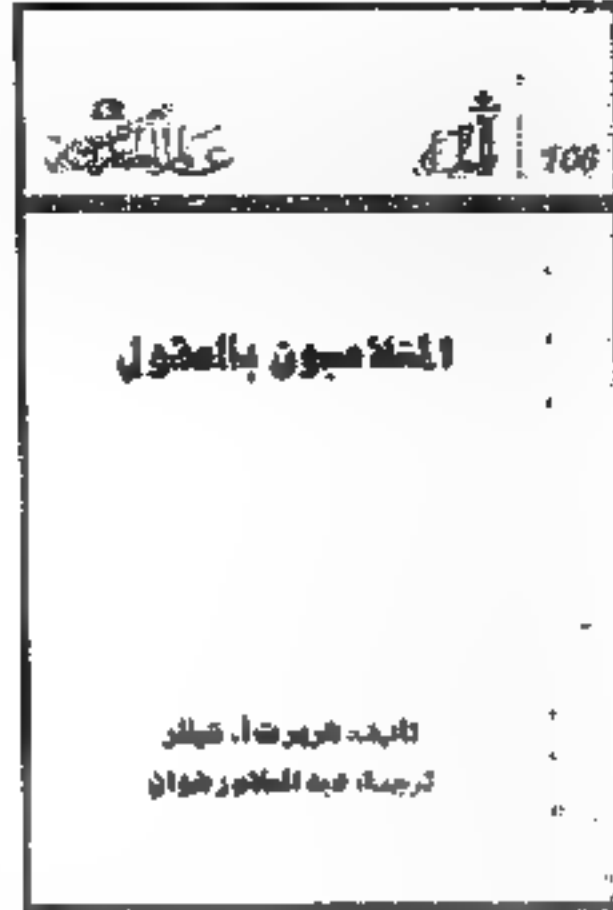 عالم المعرفة 106
المتلاعبون بالعقول
تأليف: هربرت أ. شيللر
ترجمة: عبد السلام رضوان